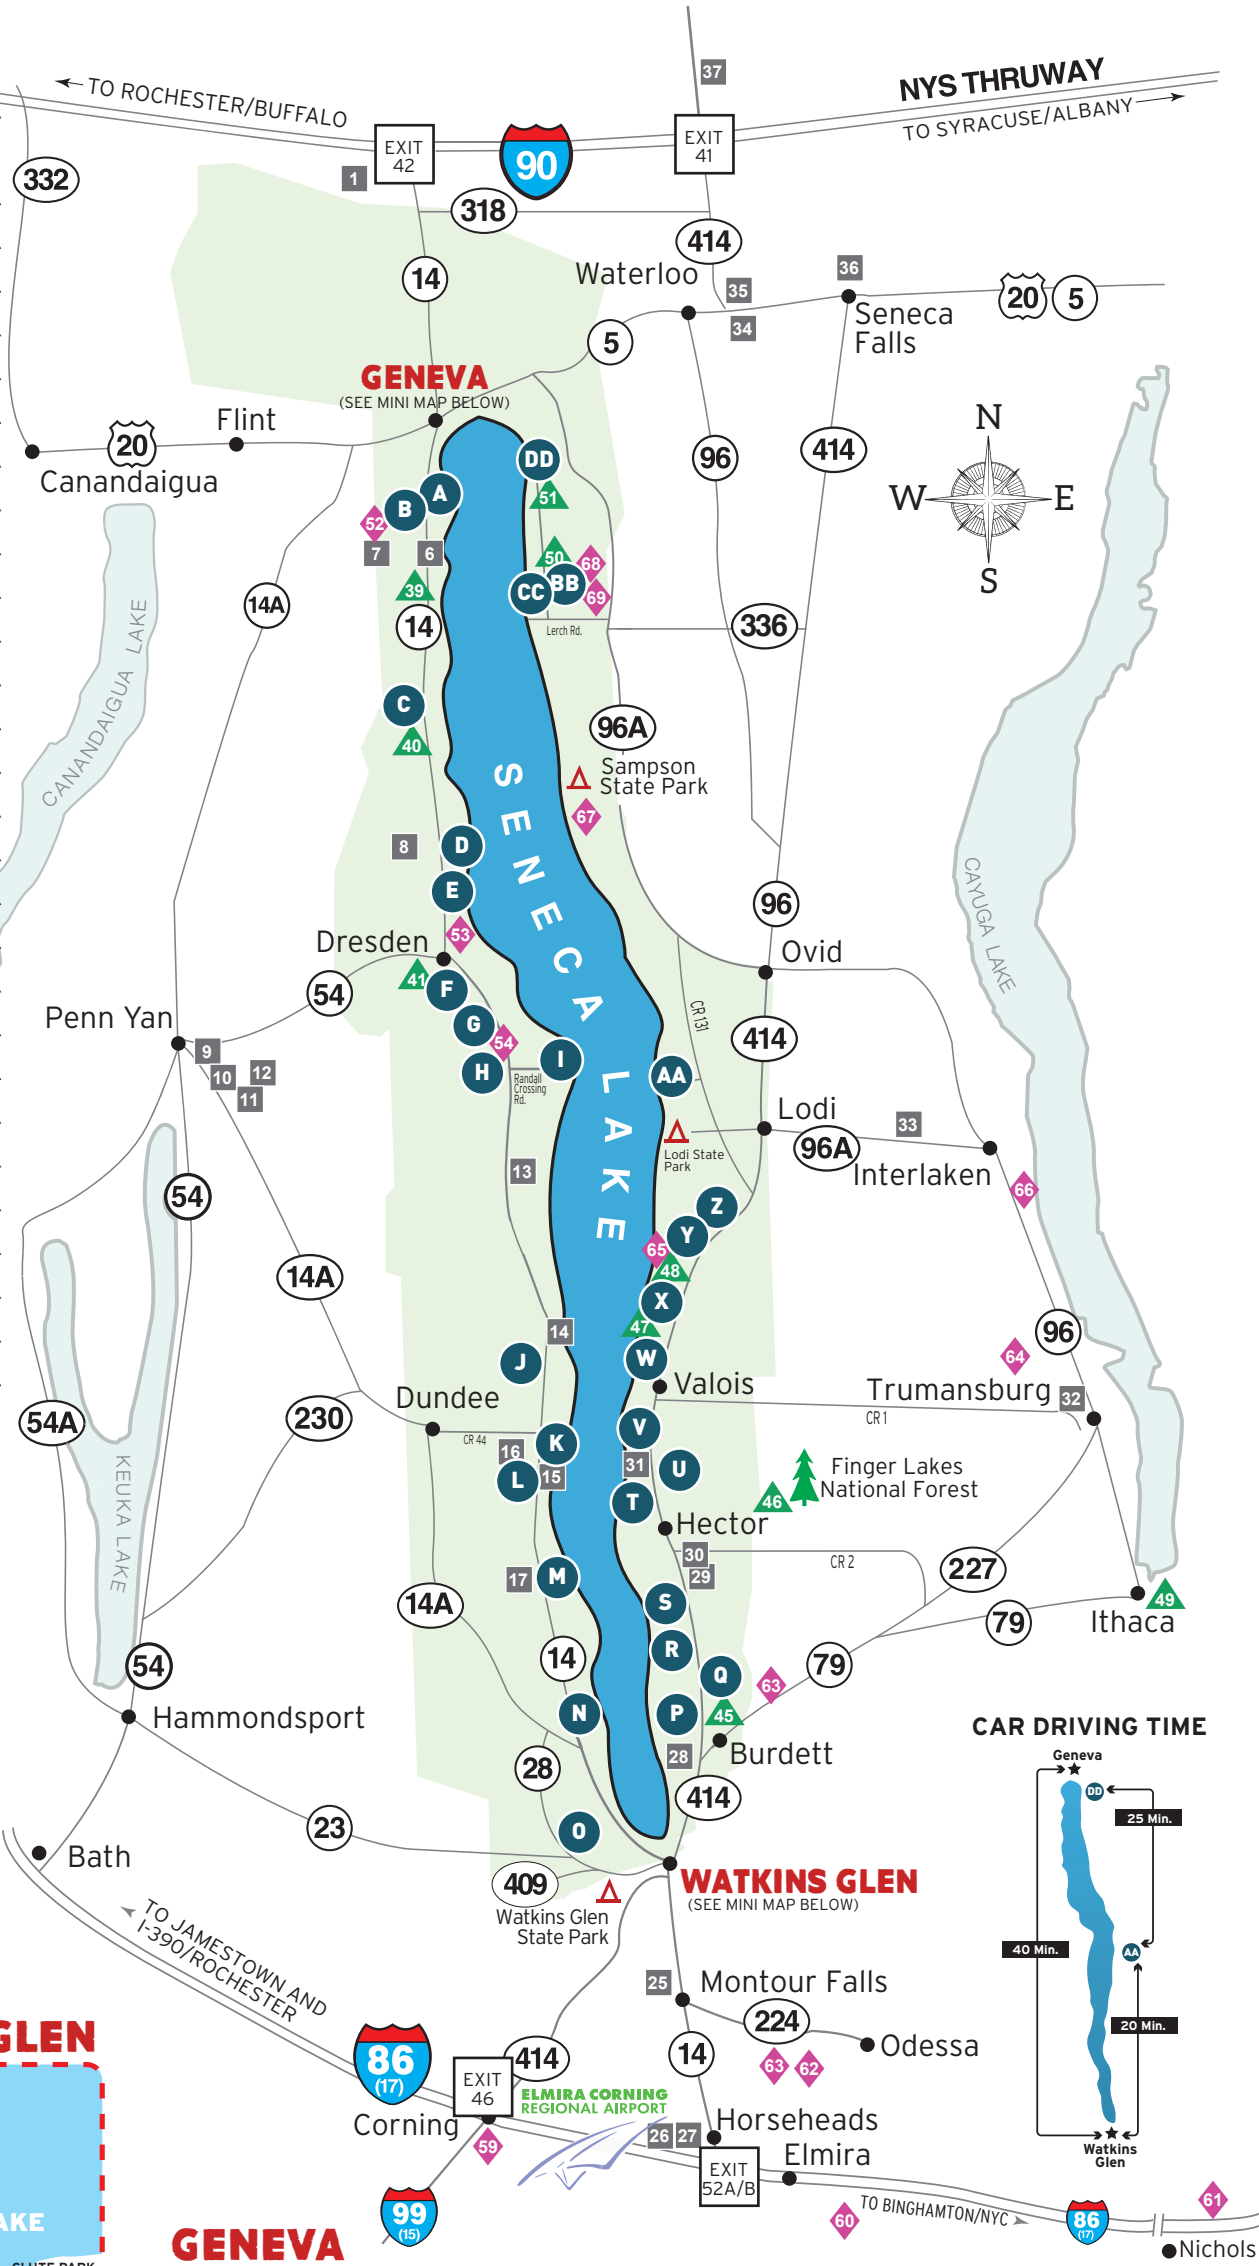 37
NYS THRUWAY
TO ROCHESTER/BUFFALO
TO SYRACUSE/ALBANY
EXIT
42
90
EXIT
41
332
1
318
414
14
Waterloo
36
35
20
5
34
Seneca
Falls
5
GENEVA
(SEE MINI MAP BELOW)
Flint
20
Canandaigua
96
414
N
W
E
S
DD
A
51
B
52
7
6
50
68
39
CC
BB
69
14A
14
Lerch Rd.
336
CANANDAIGUA LAKE
C
40
96A
Sampson
State Park
67
SENECA LAKE
8
D
E
CAYUGA LAKE
96
53
Dresden
Ovid
41
F
54
Penn Yan
G
54
CR 131
414
9
10
12
11
H
Randall
Crossing
Rd.
I
AA
Lodi
33
96A
Lodi State
Park
Interlaken
13
66
54
Z
Y
65
48
14A
X
47
14
96
J
W
64
Valois
Trumansburg
32
Dundee
CR 1
54A
230
CR 44
V
K
16
L
15
31
U
T
Finger Lakes
National Forest
46
KEUKA LAKE
Hector
30
29
CR 2
227
17
M
14A
S
49
Ithaca
79
R
14
54
79
Q
63
N
P
45
Hammondsport
28
Burdett
28
414
CAR DRIVING TIME
Geneva
DD
25 Min.
23
O
Bath
409
WATKINS GLEN
(SEE MINI MAP BELOW)
Watkins Glen
State Park
40 Min.
AA
TO JAMESTOWN AND
I-390/ROCHESTER
25
Montour Falls
224
20 Min.
GLEN
86
(17)
414
14
Odessa
63
62
EXIT
46
ELMIRA CORNING
REGIONAL AIRPORT
Corning
59
26
27
Horseheads
Elmira
Watkins
Glen
EXIT
52A/B
99
(15)
60
TO BINGHAMTON/NYC
86
(17)
61
AKE
GENEVA
Nichols